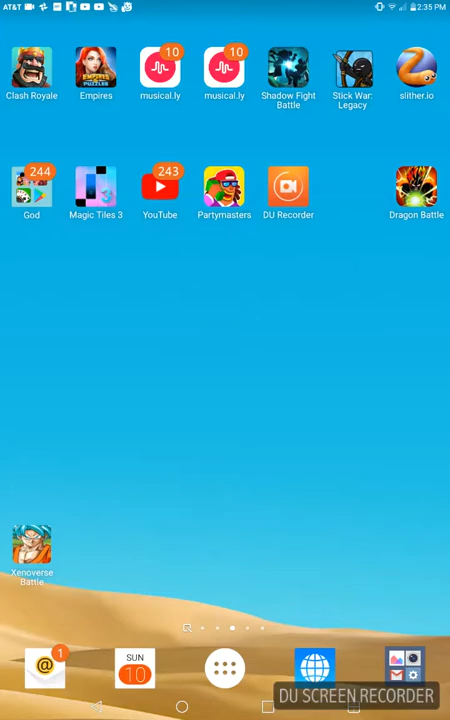 AT&T 2:35 PM
Clash Royale Empires musical.ly musical.ly Shadow Fight Battle Stick War: Legacy slither.io
10 10
244 243
God Magic Tiles 3 YouTube Partymasters DU Recorder Dragon Battle
Xenoverse Battle
1
SUN
10
DU SCREEN RECORDER